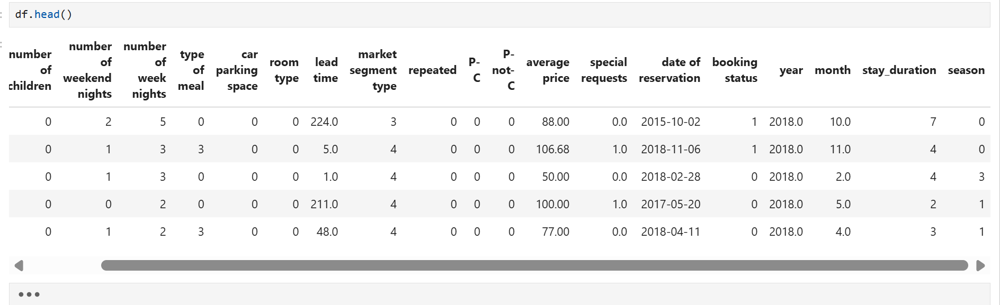 df.head()
number of children number of weekend nights number of week nights type of meal car parking space room type lead time market segment type repeated P-C P-not-C average price special requests date of reservation booking status year month stay_duration season
0 2 5 0 0 0 224.0 3 0 0 0 88.00 0.0 2015-10-02 1 2018.0 10.0 7 0
0 1 3 3 0 0 5.0 4 0 0 0 106.68 1.0 2018-11-06 1 2018.0 11.0 4 0
0 1 3 0 0 0 1.0 4 0 0 0 50.00 0.0 2018-02-28 0 2018.0 2.0 4 3
0 0 2 0 0 0 211.0 4 0 0 0 100.00 1.0 2017-05-20 0 2018.0 5.0 2 1
0 1 2 3 0 0 48.0 4 0 0 0 77.00 0.0 2018-04-11 0 2018.0 4.0 3 1